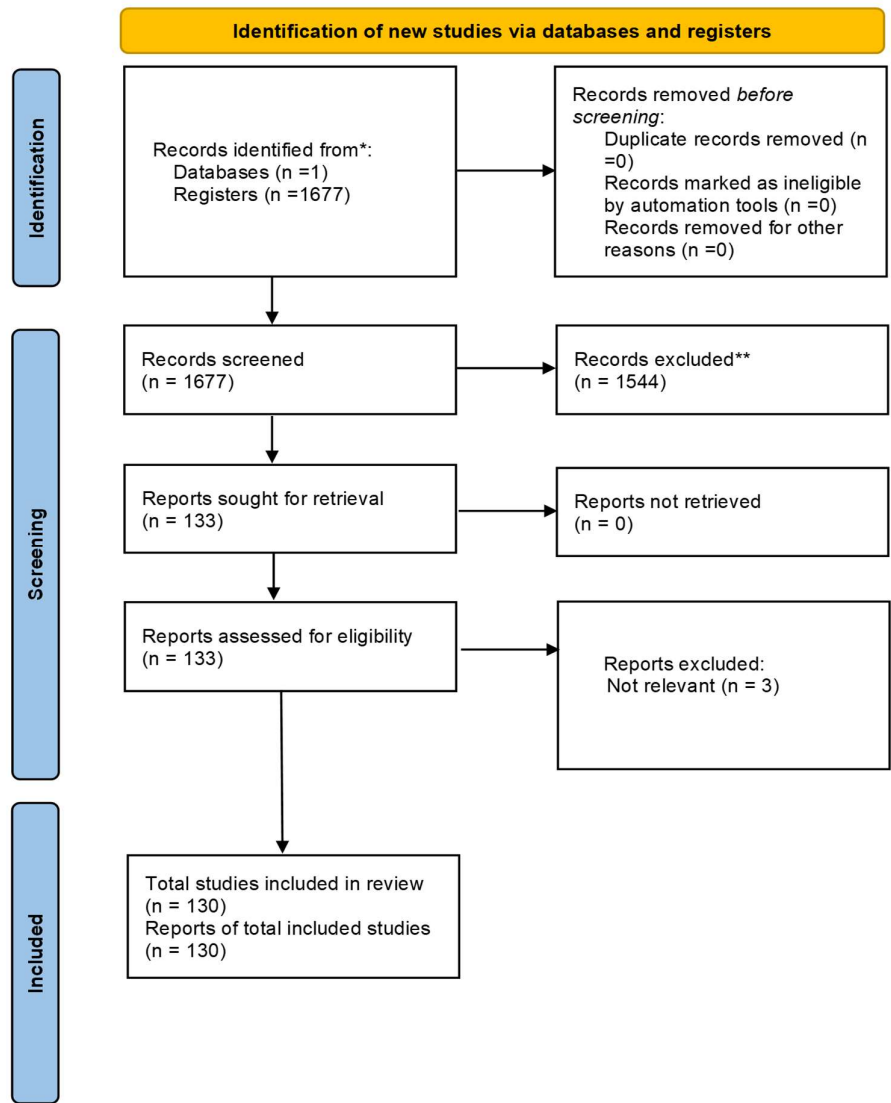 Identification of new studies via databases and registers
Identification
Records identified from*:
Databases (n =1)
Registers (n =1677)
Records removed before
screening:
Duplicate records removed (n
=0)
Records marked as ineligible
by automation tools (n =0)
Records removed for other
reasons (n =0)
Screening
Records screened
(n = 1677)
Records excluded**
(n = 1544)
Reports sought for retrieval
(n = 133)
Reports not retrieved
(n = 0)
Reports assessed for eligibility
(n = 133)
Reports excluded:
Not relevant (n = 3)
Included
Total studies included in review
(n = 130)
Reports of total included studies
(n = 130)